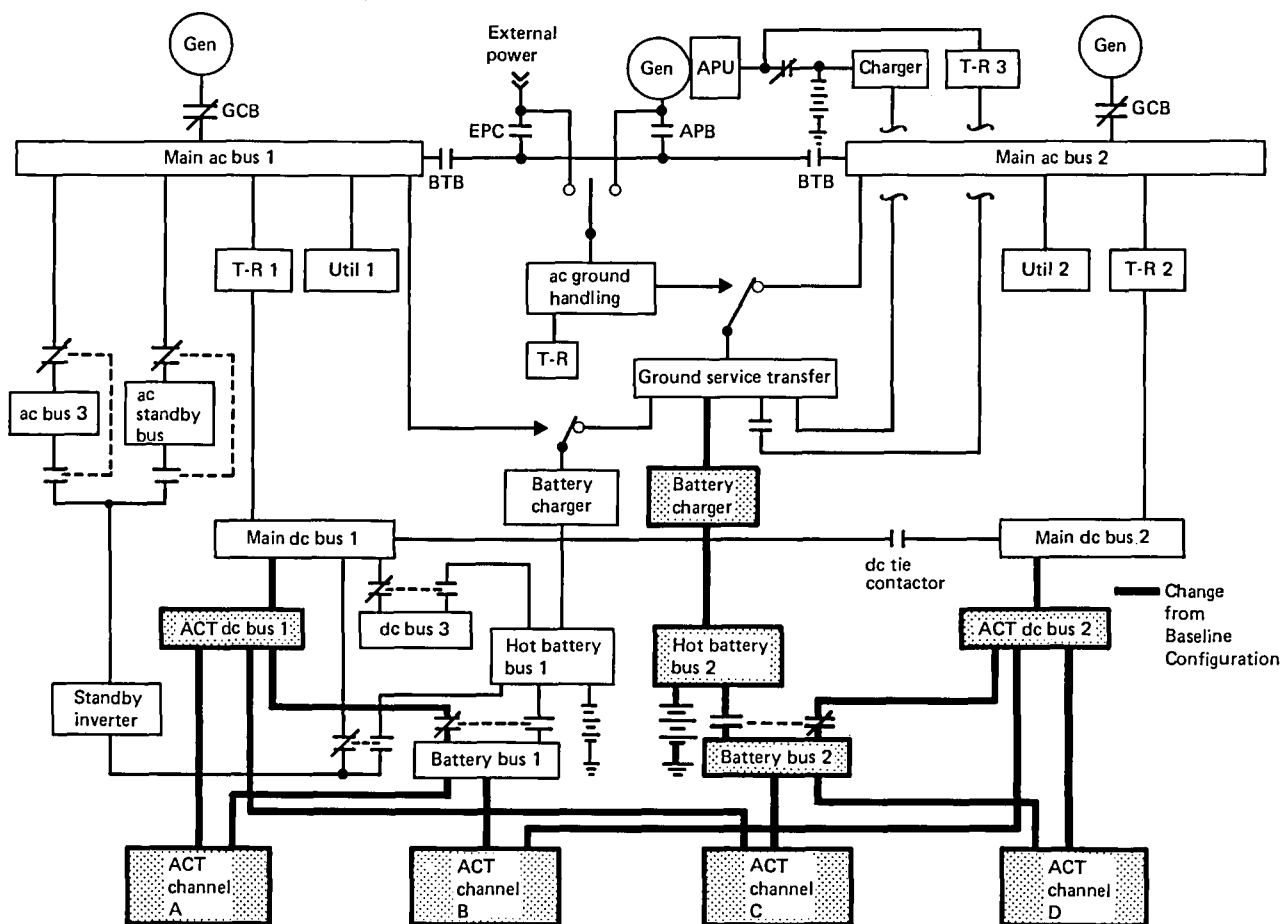 Gen
External
power
Gen
APU
Charger
T-R 3
Gen
GCB
EPC
APB
GCB
Main ac bus 1
BTB
BTB
Main ac bus 2
T-R 1
Util 1
ac ground
handling
Util 2
T-R 2
T-R
Ground service transfer
ac bus 3
ac
standby
bus
Battery
charger
Battery
charger
Main dc bus 1
Main dc bus 2
dc tie
contactor
Change
from
Baseline
Configuration
ACT dc bus 1
dc bus 3
Hot battery
bus 1
Hot battery
bus 2
ACT dc bus 2
Standby
inverter
Battery bus 1
Battery bus 2
ACT
channel
A
ACT
channel
B
ACT
channel
C
ACT
channel
D